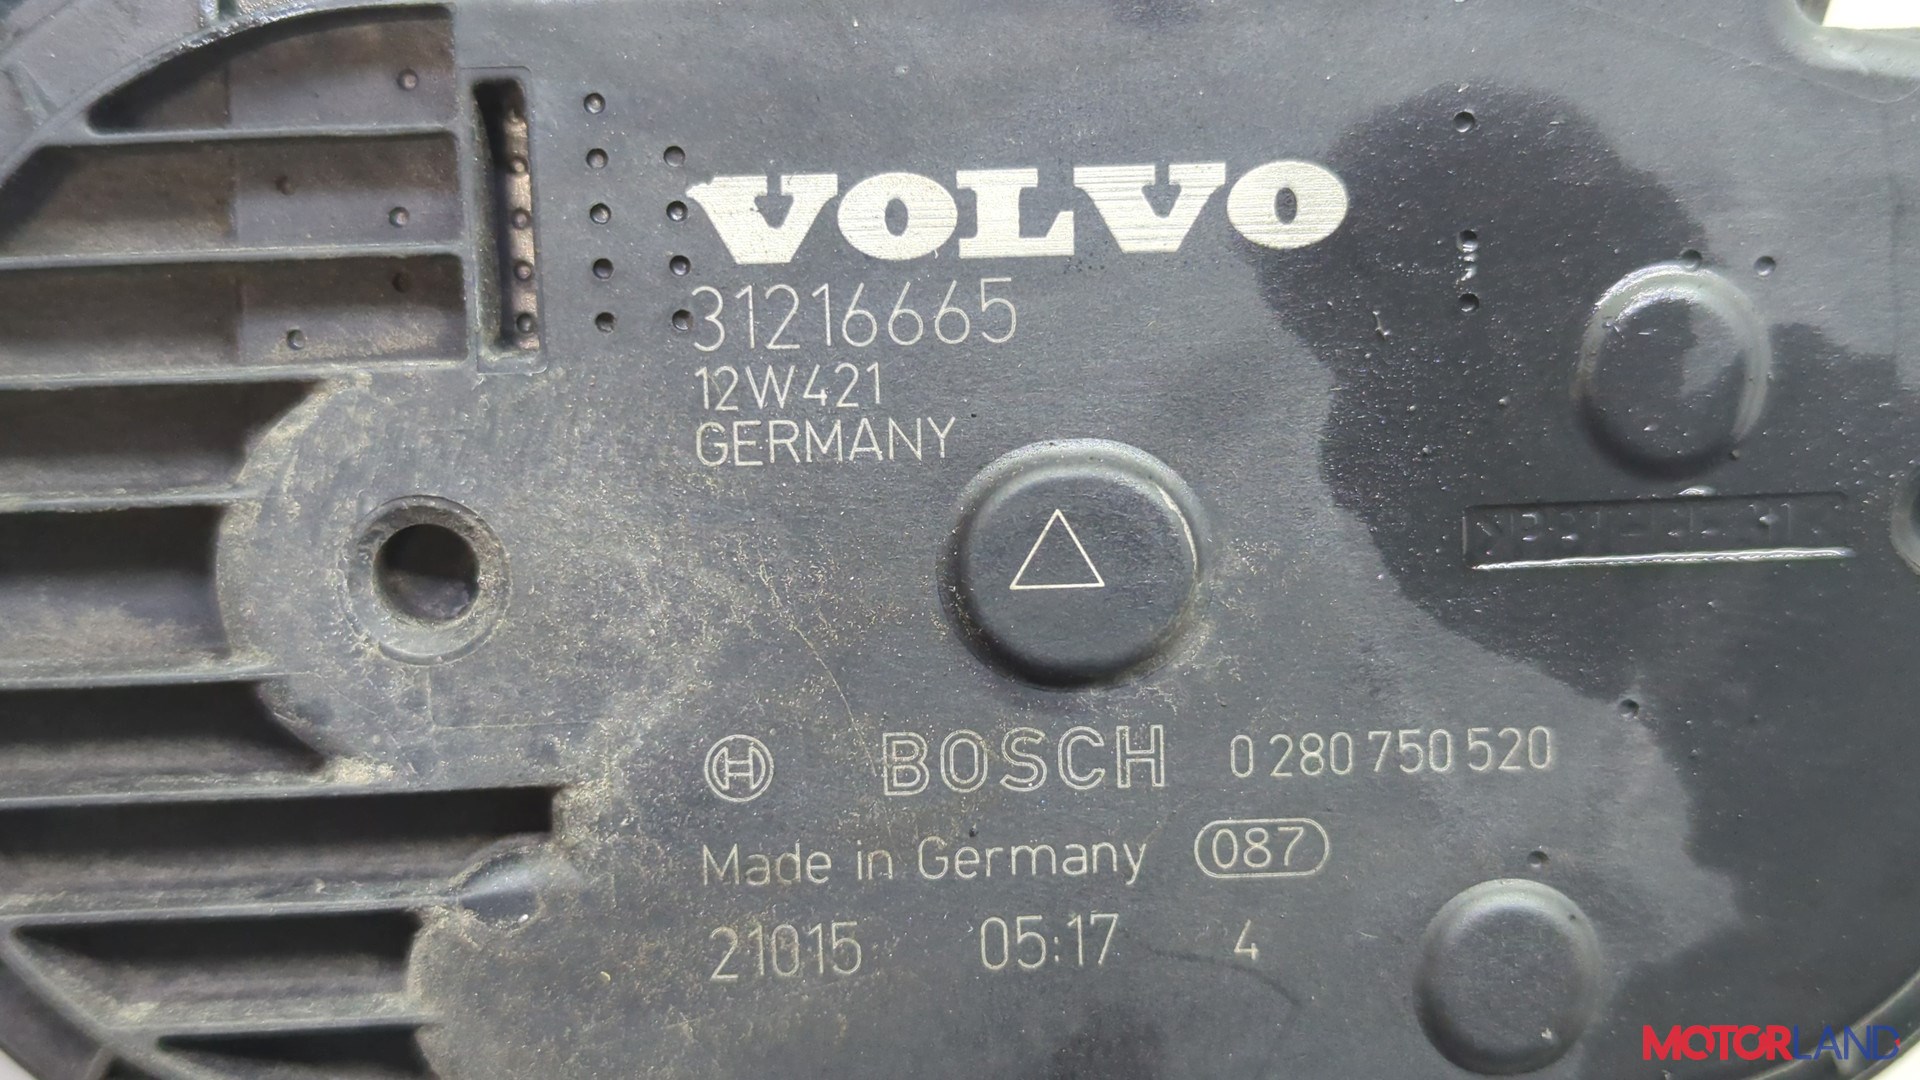 VOLVO
31216665
12W421
GERMANY
BOSCH 0 280 750 520
Made in Germany 087
21015 05:17 4
MOTORLAND